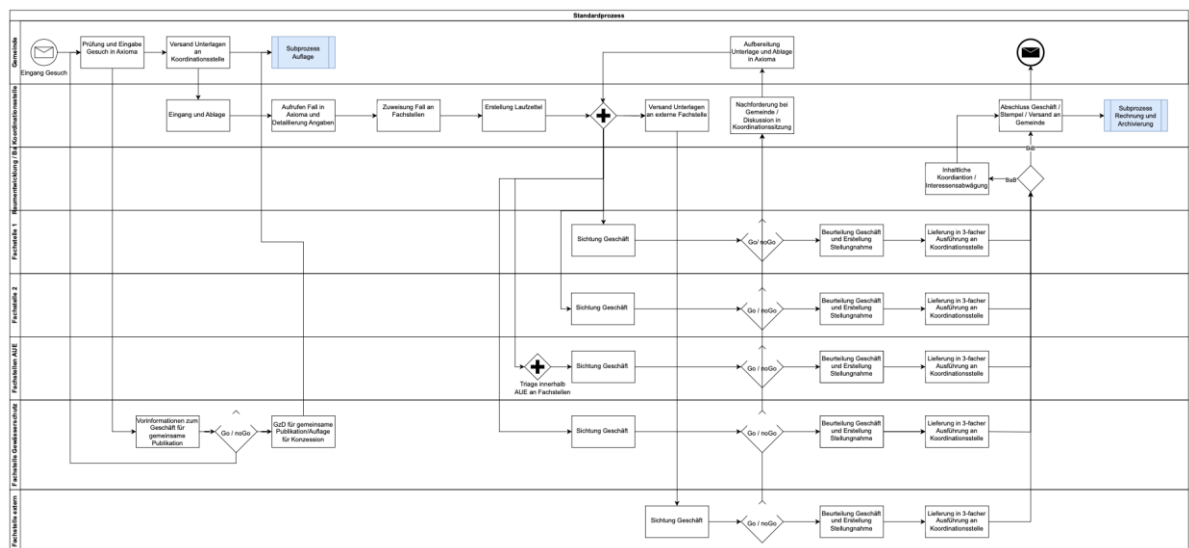 Standardprozess
Gemeinde
Eingang Gesuch
Prüfung und Eingabe
Gesuch in Axioma
Versand Unterlagen
an
Koordinationsstelle
Subprozess
Auflage
Aufbereitung
Unterlage und Ablage
in Axioma
Koordinationsstelle
Eingang und Ablage
Aufrufen Fall in
Axioma und
Detaillierung Angaben
Zuweisung Fall an
Fachstellen
Erstellung Laufzettel
Versand Unterlagen
an externe Fachstelle
Nachforderung bei
Gemeinde /
Diskussion in
Koordinationssitzung
Abschluss Geschäft /
Stempel / Versand an
Gemeinde
Subprozess
Rechnung und
Archivierung
Raumentwicklung / Ba
Inhaltliche
Koordiantion /
Interessensabwägung
BaB
Fachstelle 1
Sichtung Geschäft
Go/ noGo
Beurteilung Geschäft
und Erstellung
Stellungnahme
Lieferung in 3-facher
Ausführung an
Koordinationsstelle
Fachstelle 2
Sichtung Geschäft
Go / noGo
Beurteilung Geschäft
und Erstellung
Stellungnahme
Lieferung in 3-facher
Ausführung an
Koordinationsstelle
Fachstellen AUE
Triage innerhalb
AUE an Fachstellen
Sichtung Geschäft
Go / noGo
Beurteilung Geschäft
und Erstellung
Stellungnahme
Lieferung in 3-facher
Ausführung an
Koordinationsstelle
Fachstelle Gewässerschutz
Vorinformationen zum
Geschäft für
gemeinsame
Publikation
Go / noGo
GzD für gemeinsame
Publikation/Auflage
für Konzession
Sichtung Geschäft
Go / noGo
Beurteilung Geschäft
und Erstellung
Stellungnahme
Lieferung in 3-facher
Ausführung an
Koordinationsstelle
Fachstelle extern
Sichtung Geschäft
Go / noGo
Beurteilung Geschäft
und Erstellung
Stellungnahme
Lieferung in 3-facher
Ausführung an
Koordinationsstelle